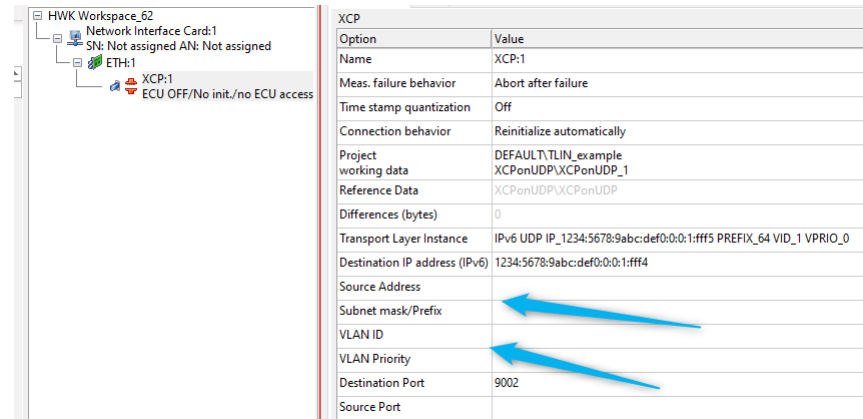 HWK Workspace_62
Network Interface Card:1
SN: Not assigned AN: Not assigned
ETH:1
XCP:1
ECU OFF/No init./no ECU access
XCP
Option Value
Name XCP:1
Meas. failure behavior Abort after failure
Time stamp quantization Off
Connection behavior Reinitialize automatically
Project DEFAULT\TLIN_example
working data XCPonUDP\XCPonUDP_1
Reference Data XCPonUDP\XCPonUDP
Differences (bytes) 0
Transport Layer Instance IPv6 UDP IP_1234:5678:9abc:def0:0:0:1:fff5 PREFIX_64 VID_1 VPRIO_0
Destination IP address (IPv6) 1234:5678:9abc:def0:0:0:1:fff4
Source Address
Subnet mask/Prefix
VLAN ID
VLAN Priority
Destination Port 9002
Source Port